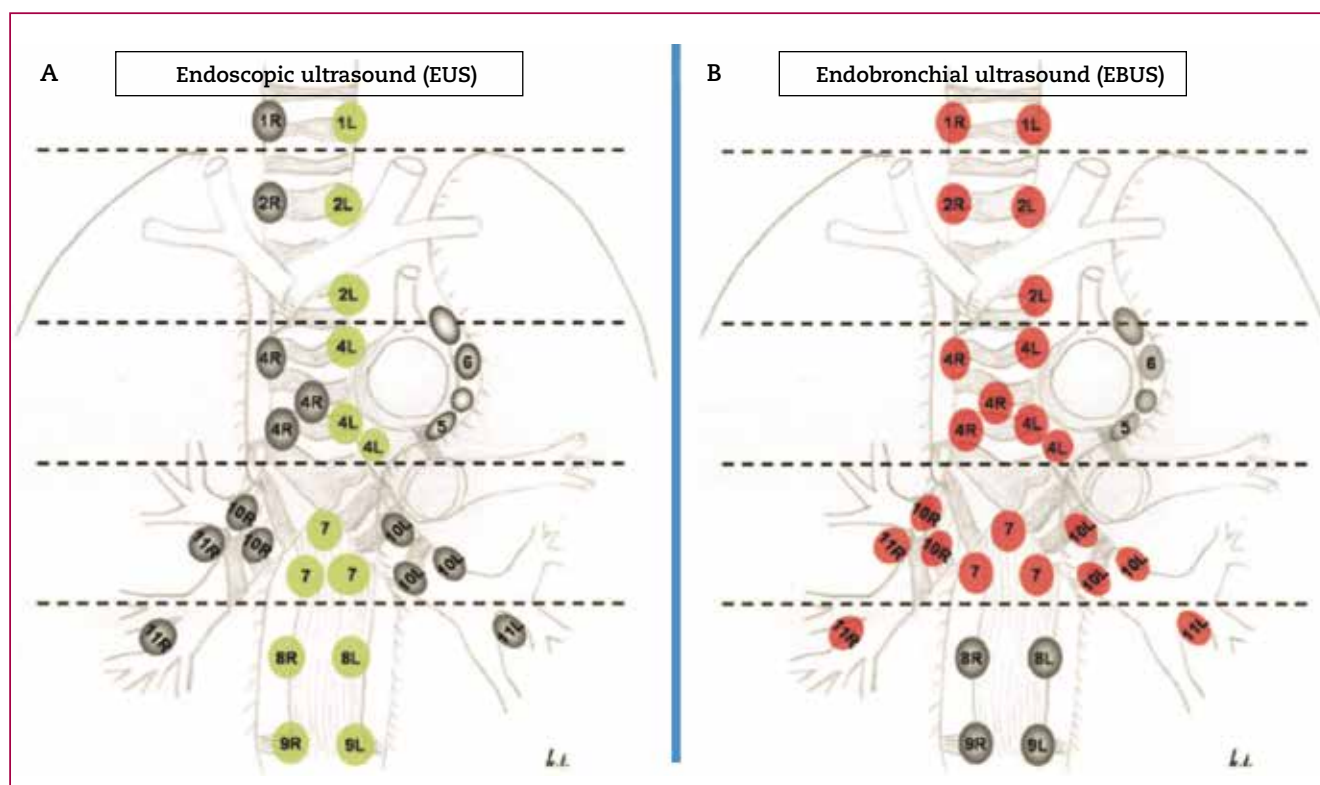 A
Endoscopic ultrasound (EUS)
1R 1L
2R 2L
2L
4L
4R
6
4R
4R 4L
5
4L
10R
7
10L
11R 10R
10L
7 7
10L
11R
11L
8R 8L
9R 9L
B
Endobronchial ultrasound (EBUS)
1R 1L
2R 2L
2L
4L
4R
6
4R
4R 4L
5
4L
10R
7
10L
11R 10R
10L
7 7
10L
11R
11L
8R 8L
9R 9L